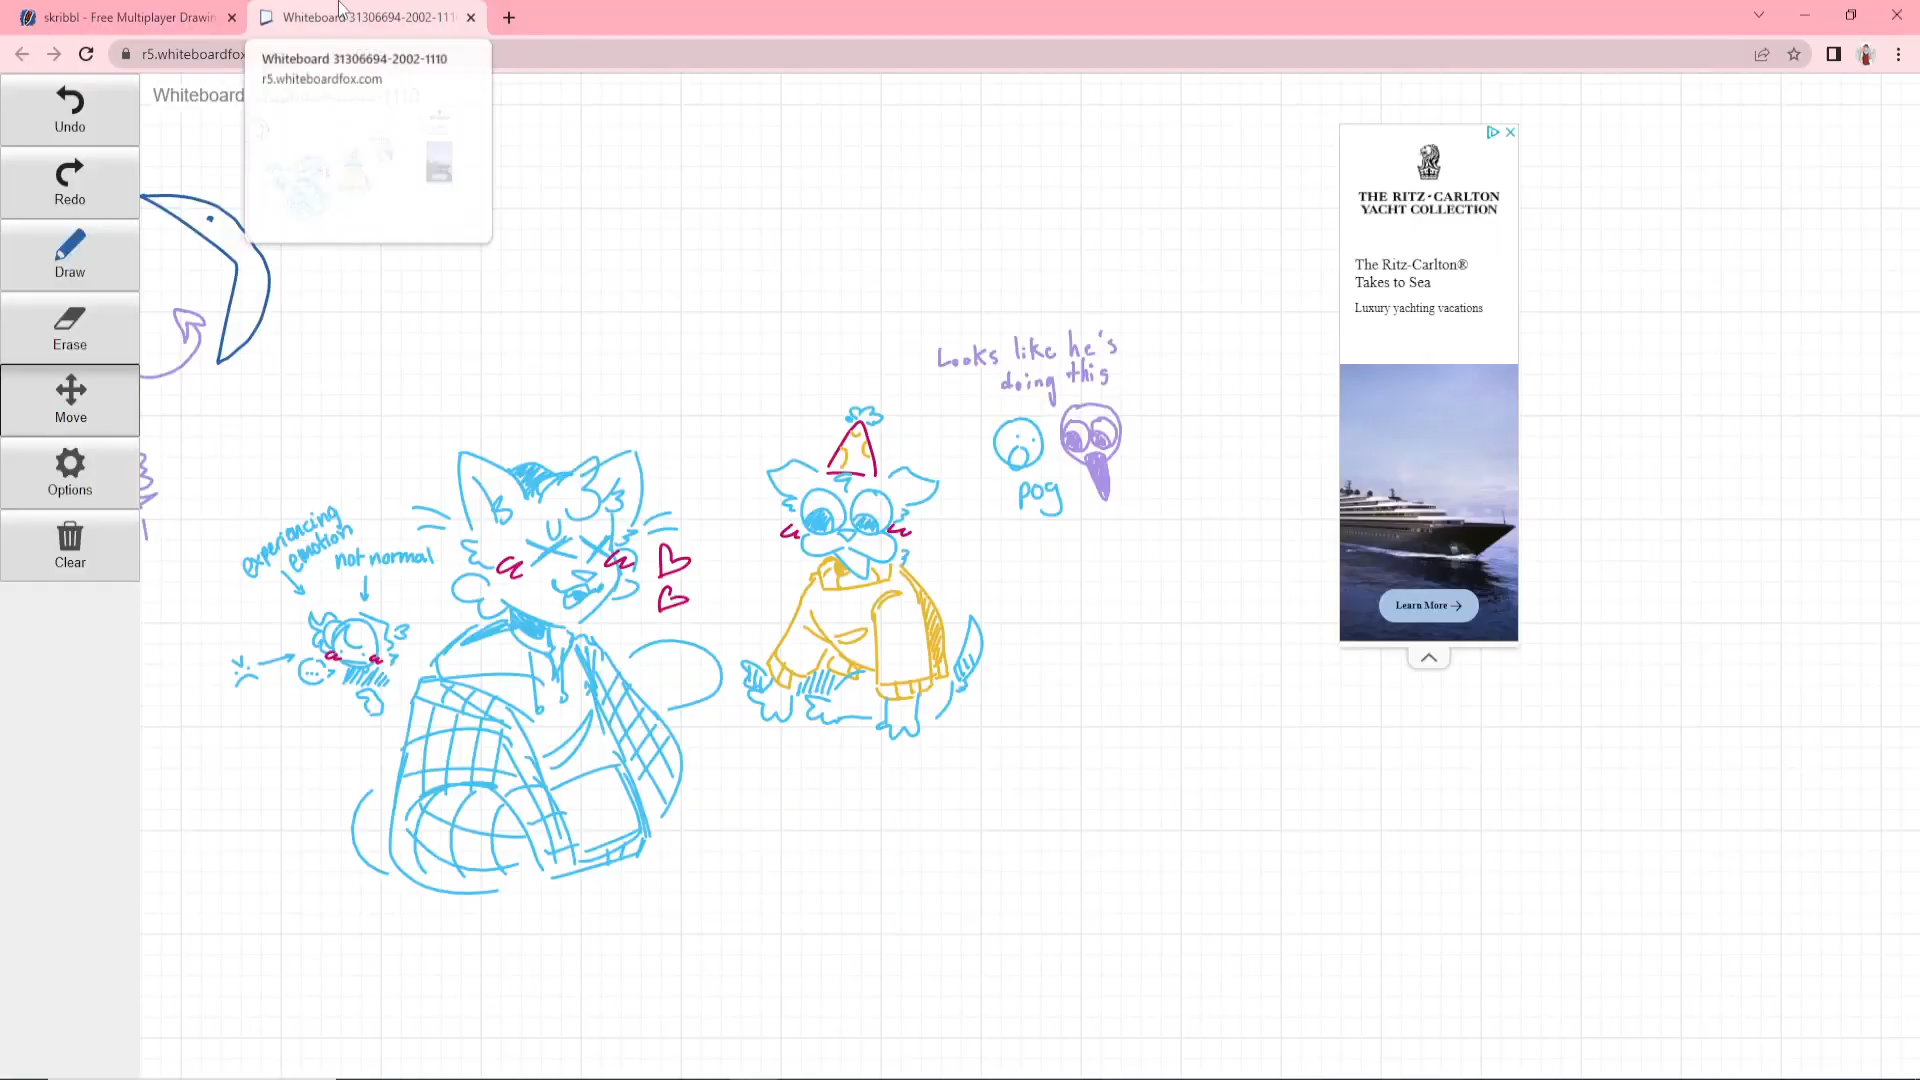 skribbl - Free Multiplayer Drawin
Whiteboard 31306694-2002-111
r5.whiteboardfox
Whiteboard 31306694-2002-1110
r5.whiteboardfox.com
Whiteboard
Undo
Redo
Draw
Erase
Move
Options
Clear
THE RITZ-CARLTON
YACHT COLLECTION
The Ritz-Carlton®
Takes to Sea
Luxury yachting vacations
Learn More
Looks like he's
doing this
pog
experiencing
emotion
not normal